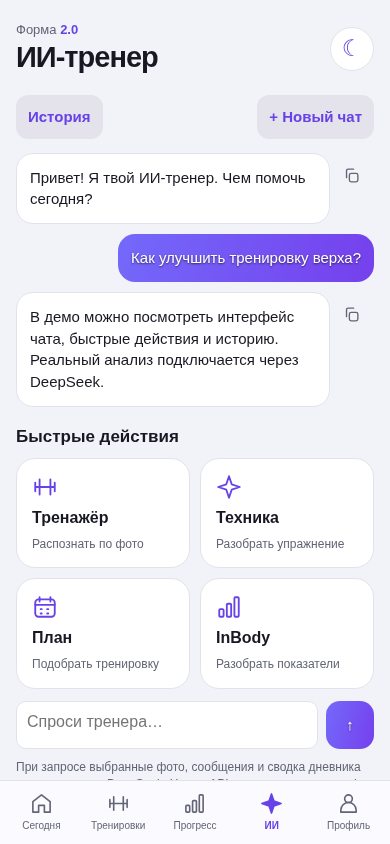 Форма 2.0
ИИ-тренер
История
+ Новый чат
Привет! Я твой ИИ-тренер. Чем помочь
сегодня?
Как улучшить тренировку верха?
В демо можно посмотреть интерфейс
чата, быстрые действия и историю.
Реальный анализ подключается через
DeepSeek.
Быстрые действия
Тренажёр
Распознать по фото
Техника
Разобрать упражнение
План
Подобрать тренировку
InBody
Разобрать показатели
Спроси тренера…
↑
При запросе выбранные фото, сообщения и сводка дневника
Сегодня
Тренировки
Прогресс
ИИ
Профиль